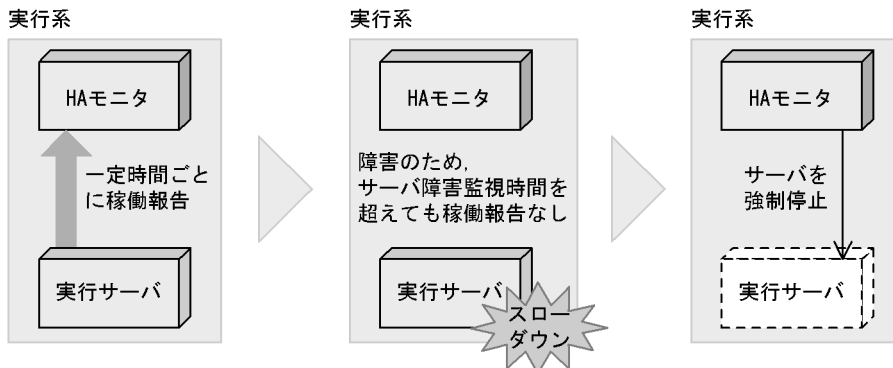 実行系
HAモニタ
一定時間ごと
に稼働報告
実行サーバ
実行系
HAモニタ
障害のため,
サーバ障害監視時間を
超えても稼働報告なし
実行サーバ
スロー
ダウン
実行系
HAモニタ
サーバを
強制停止
実行サーバ